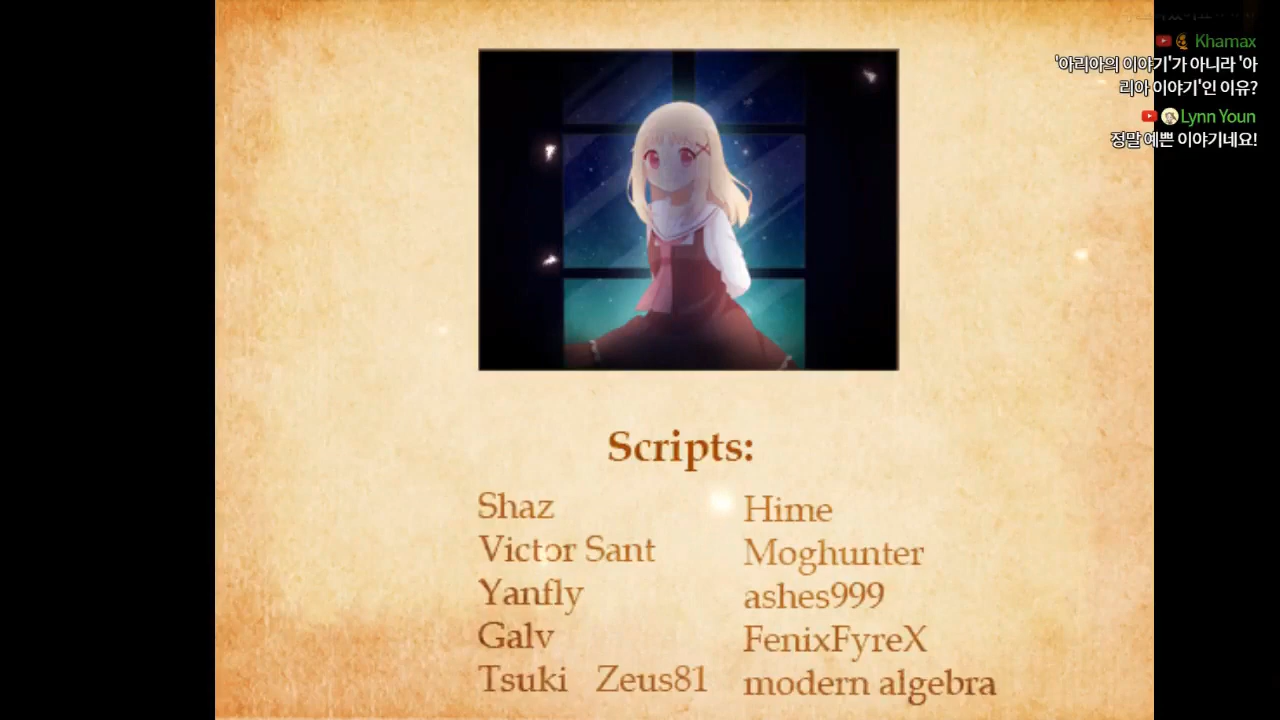 Khamax
'아리아의 이야기'가 아니라 '아
리아 이야기'인 이유?
Lynn Youn
정말 예쁜 이야기네요!
Scripts:
Shaz
Victor Sant
Yanfly
Galv
Tsuki Zeus81
Hime
Moghunter
ashes999
FenixFyreX
modern algebra